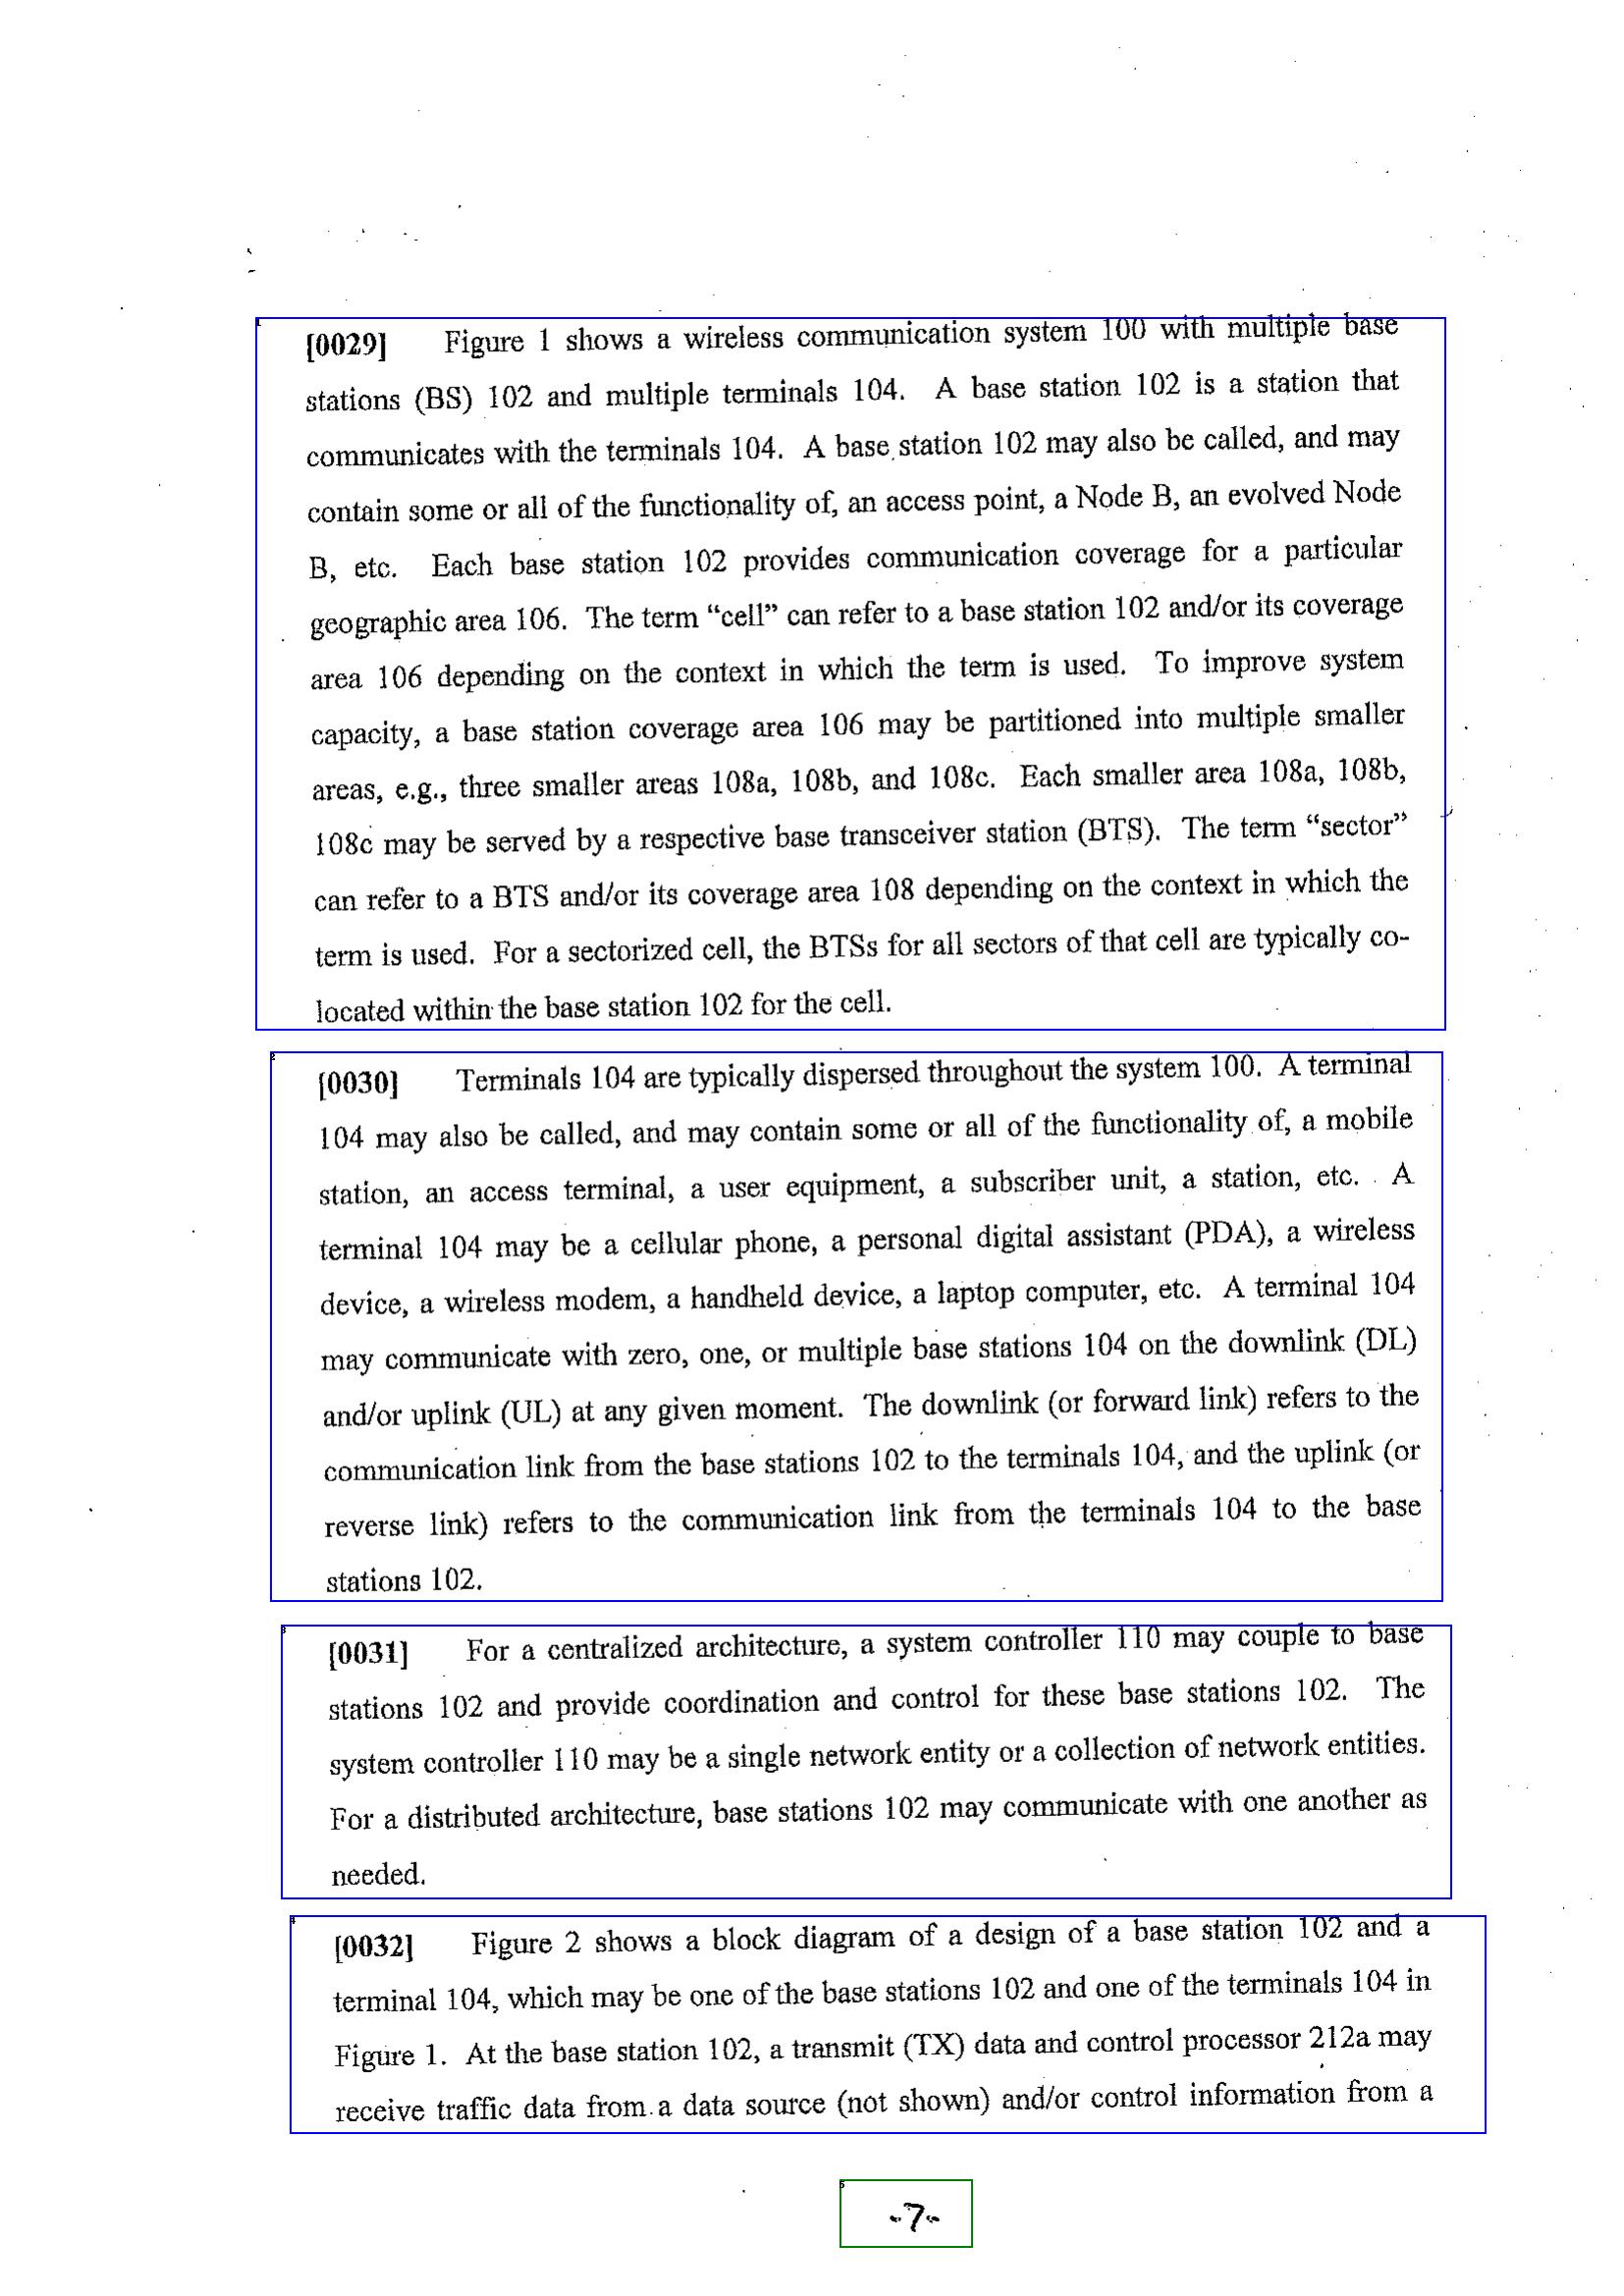 [0029] Figure 1 shows a wireless communication system 100 with multiple base
stations (BS) 102 and multiple terminals 104. A base station 102 is a station that
communicates with the terminals 104. A base station 102 may also be called, and may
contain some or all of the functionality of, an access point, a Node B, an evolved Node
B, etc. Each base station 102 provides communication coverage for a particular
geographic area 106. The term “cell” can refer to a base station 102 and/or its coverage
area 106 depending on the context in which the term is used. To improve system
capacity, a base station coverage area 106 may be partitioned into multiple smaller
areas, e.g., three smaller areas 108a, 108b, and 108c. Each smaller area 108a, 108b,
108c may be served by a respective base transceiver station (BTS). The term “sector”
can refer to a BTS and/or its coverage area 108 depending on the context in which the
term is used. For a sectorized cell, the BTSs for all sectors of that cell are typically co-
located within the base station 102 for the cell.
[0030] Terminals 104 are typically dispersed throughout the system 100. A terminal
104 may also be called, and may contain some or all of the functionality of, a mobile
station, an access terminal, a user equipment, a subscriber unit, a station, etc. A
terminal 104 may be a cellular phone, a personal digital assistant (PDA), a wireless
device, a wireless modem, a handheld device, a laptop computer, etc. A terminal 104
may communicate with zero, one, or multiple base stations 104 on the downlink (DL)
and/or uplink (UL) at any given moment. The downlink (or forward link) refers to the
communication link from the base stations 102 to the terminals 104, and the uplink (or
reverse link) refers to the communication link from the terminals 104 to the base
stations 102.
[0031] For a centralized architecture, a system controller 110 may couple to base
stations 102 and provide coordination and control for these base stations 102. The
system controller 110 may be a single network entity or a collection of network entities.
For a distributed architecture, base stations 102 may communicate with one another as
needed.
[0032] Figure 2 shows a block diagram of a design of a base station 102 and a
terminal 104, which may be one of the base stations 102 and one of the terminals 104 in
Figure 1. At the base station 102, a transmit (TX) data and control processor 212a may
receive traffic data from a data source (not shown) and/or control information from a
-7-